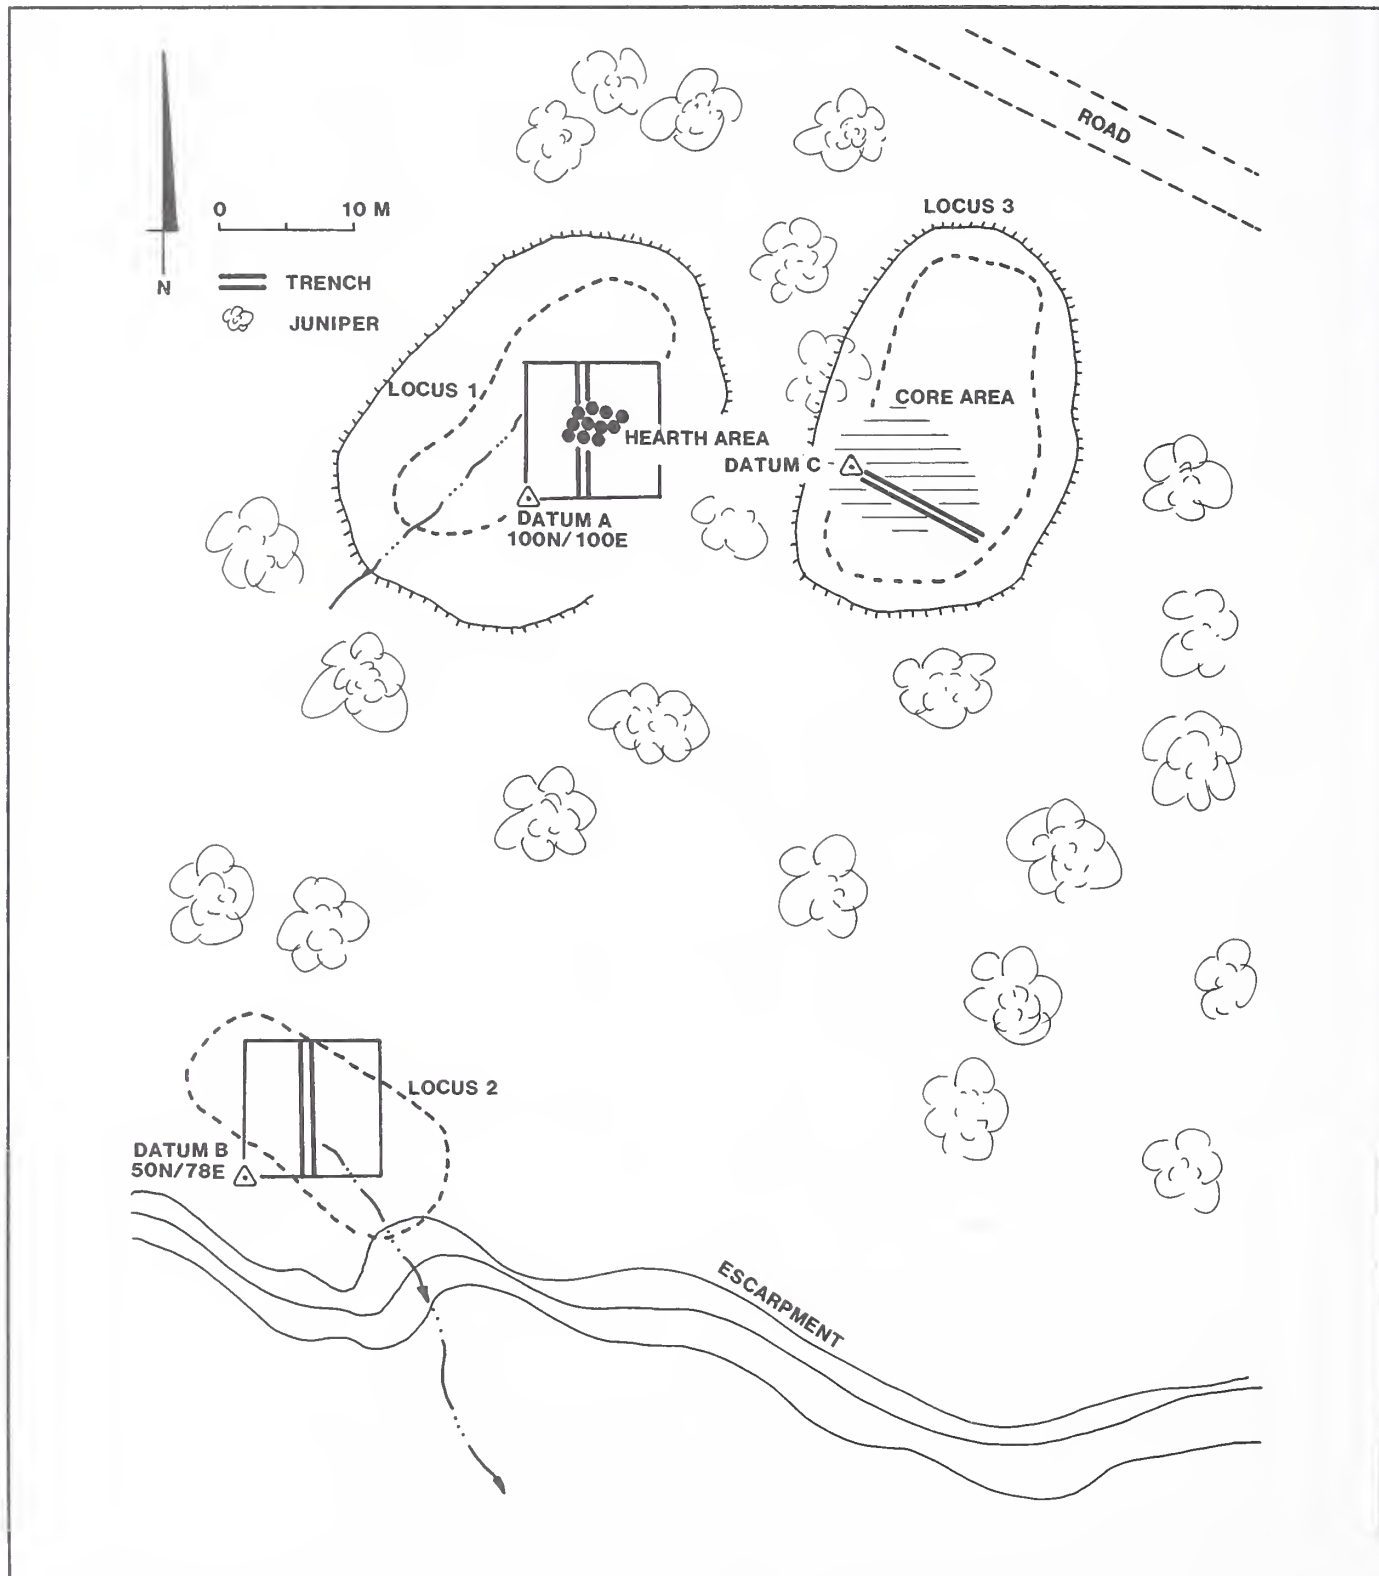 ROAD
LOCUS 3
0 10 M
N
TRENCH
JUNIPER
LOCUS 1
CORE AREA
HEARTH AREA
DATUM C
DATUM A
100N/100E
LOCUS 2
DATUM B
50N/78E
ESCARPMENT